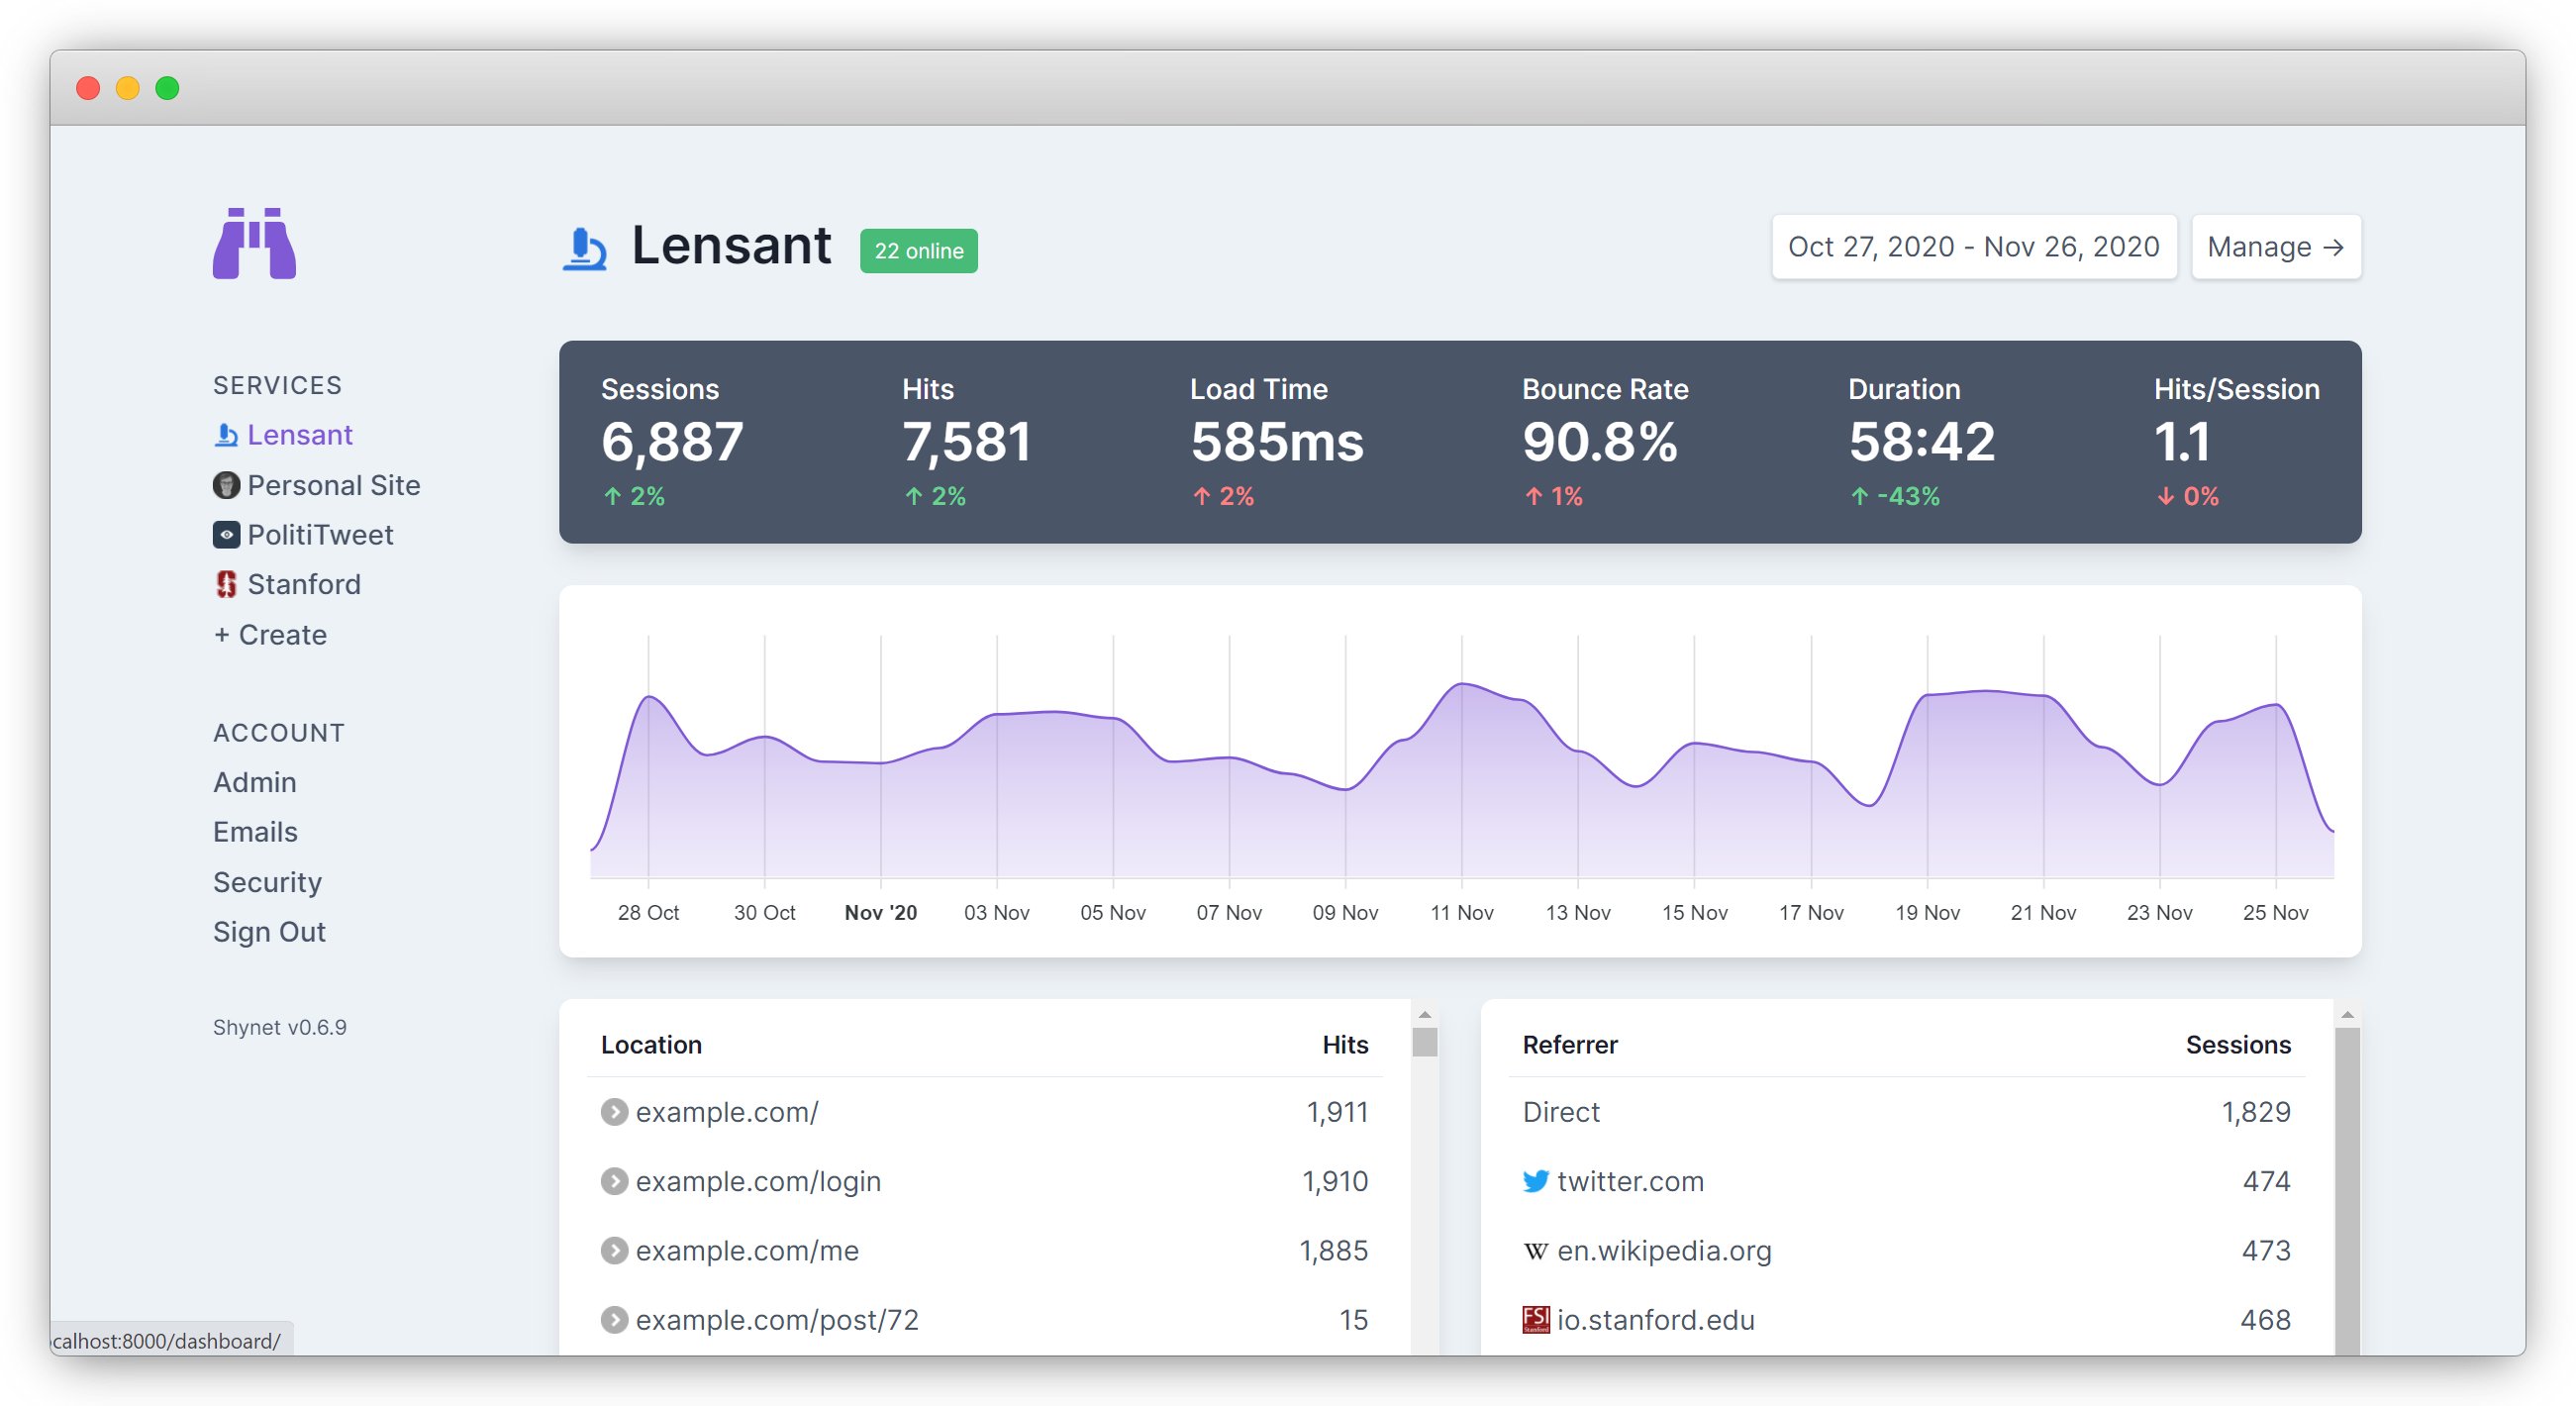 Lensant 22 online
Oct 27, 2020 - Nov 26, 2020 Manage →
SERVICES
Lensant
Personal Site
PolitiTweet
Stanford
+ Create
ACCOUNT
Admin
Emails
Security
Sign Out
Shynet v0.6.9
Sessions Hits Load Time Bounce Rate Duration Hits/Session
6,887 7,581 585ms 90.8% 58:42 1.1
↑ 2% ↑ 2% ↑ 2% ↑ 1% ↑ -43% ↓ 0%
28 Oct 30 Oct Nov '20 03 Nov 05 Nov 07 Nov 09 Nov 11 Nov 13 Nov 15 Nov 17 Nov 19 Nov 21 Nov 23 Nov 25 Nov
Location Hits
example.com/ 1,911
example.com/login 1,910
example.com/me 1,885
example.com/post/72 15
Referrer Sessions
Direct 1,829
twitter.com 474
W en.wikipedia.org 473
FSI io.stanford.edu 468
calhost:8000/dashboard/